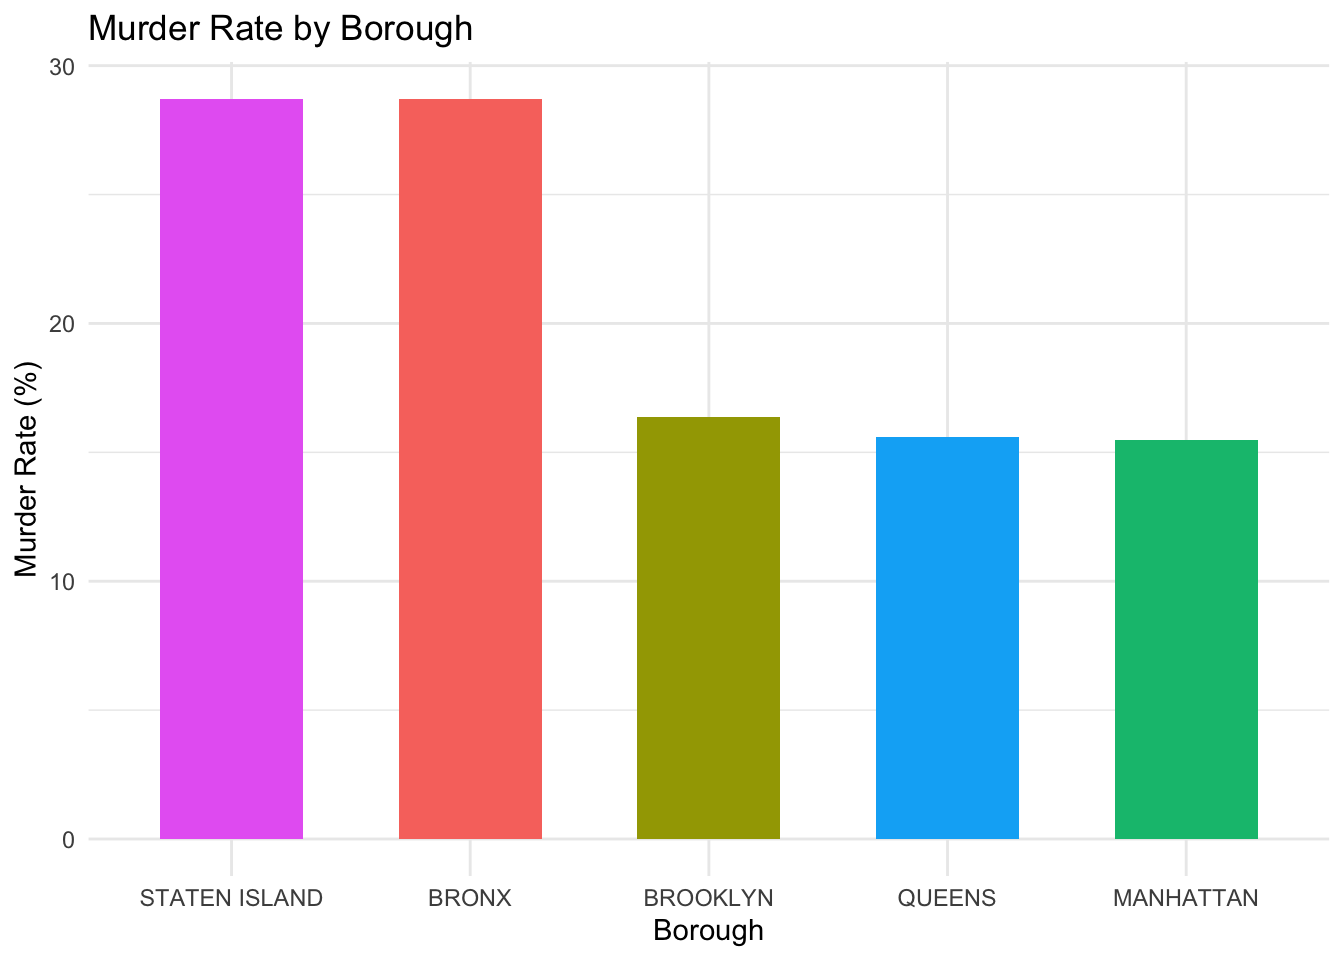 Murder Rate by Borough
Murder Rate (%)
30
20
10
0
STATEN ISLAND BRONX BROOKLYN QUEENS MANHATTAN
Borough